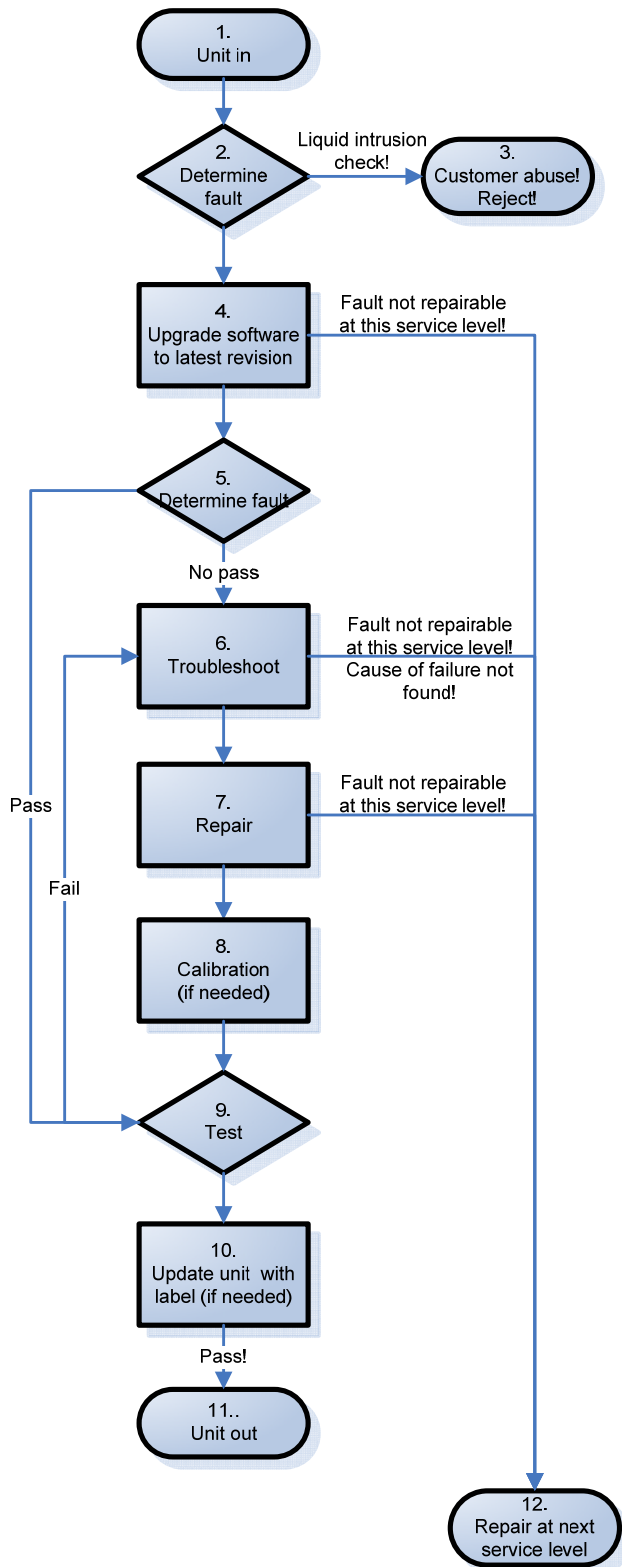 1.
Unit in
2.
Determine
fault
Liquid intrusion
check!
3.
Customer abuse!
Reject!
4.
Upgrade software
to latest revision
Fault not repairable
at this service level!
5.
Determine fault
No pass
6.
Troubleshoot
Fault not repairable
at this service level!
Cause of failure not
found!
7.
Repair
Fault not repairable
at this service level!
Pass
Fail
8.
Calibration
(if needed)
9.
Test
10.
Update unit with
label (if needed)
Pass!
11..
Unit out
12.
Repair at next
service level